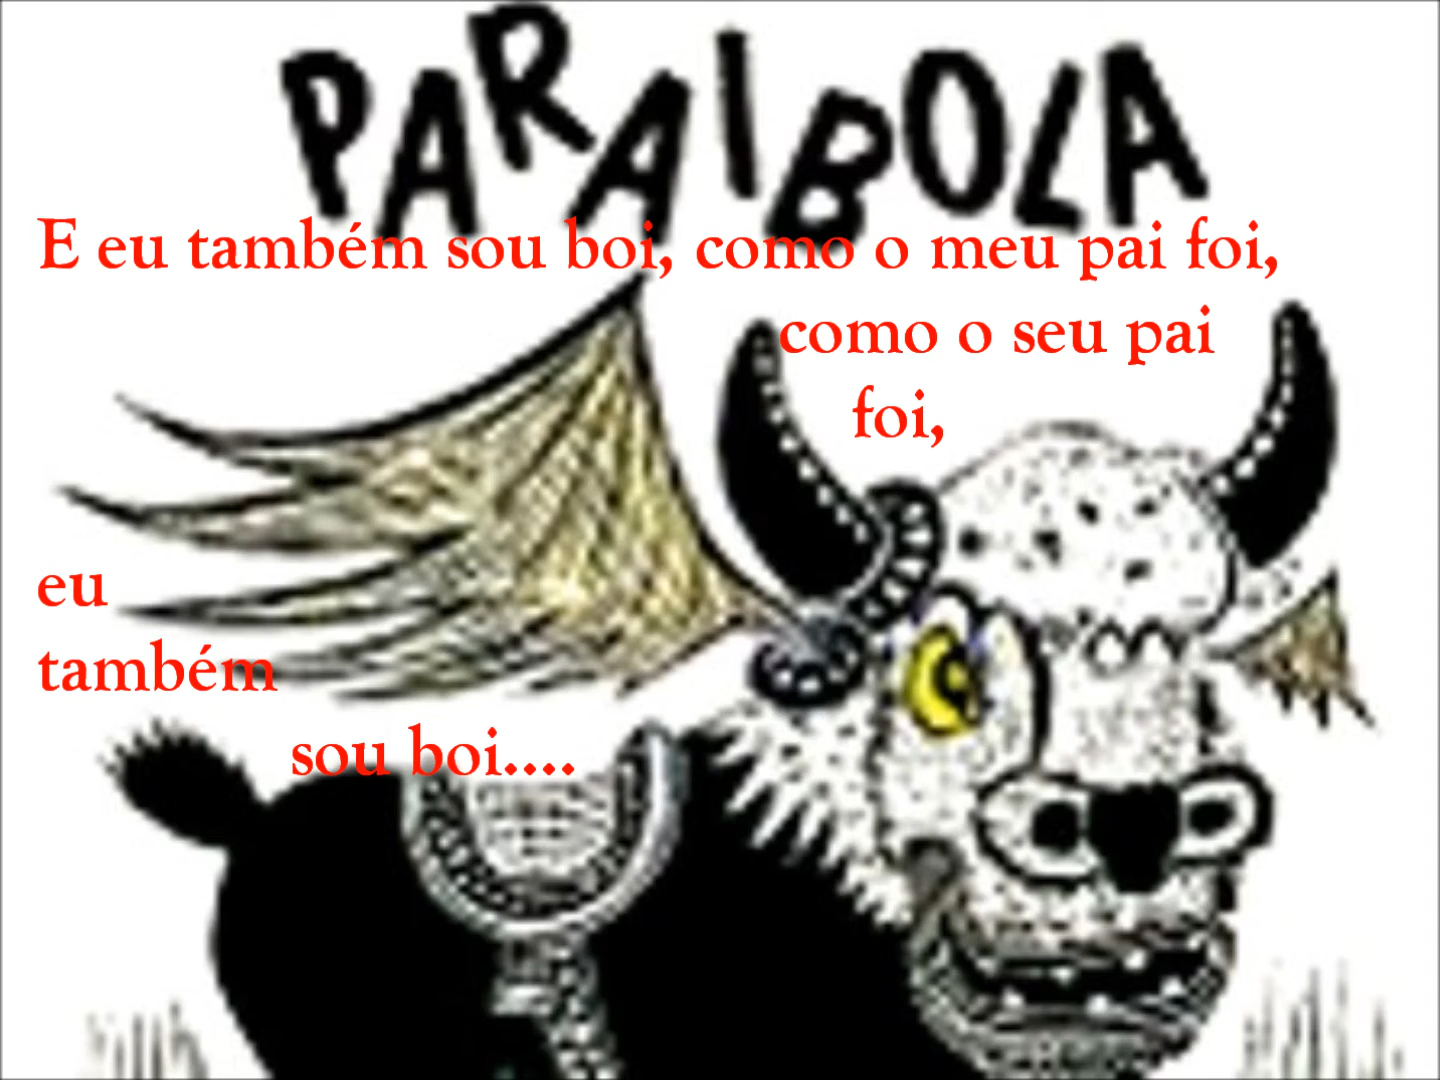 PARAIBOLA
E eu também sou boi, como o meu pai foi,
como o seu pai
foi,
eu
também
sou boi....